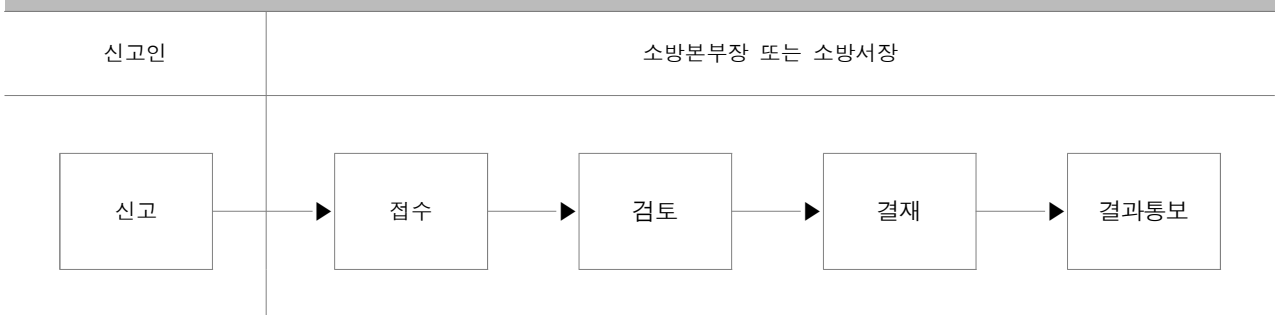 신고인
소방본부장 또는 소방서장
신고
접수
검토
결재
결과통보